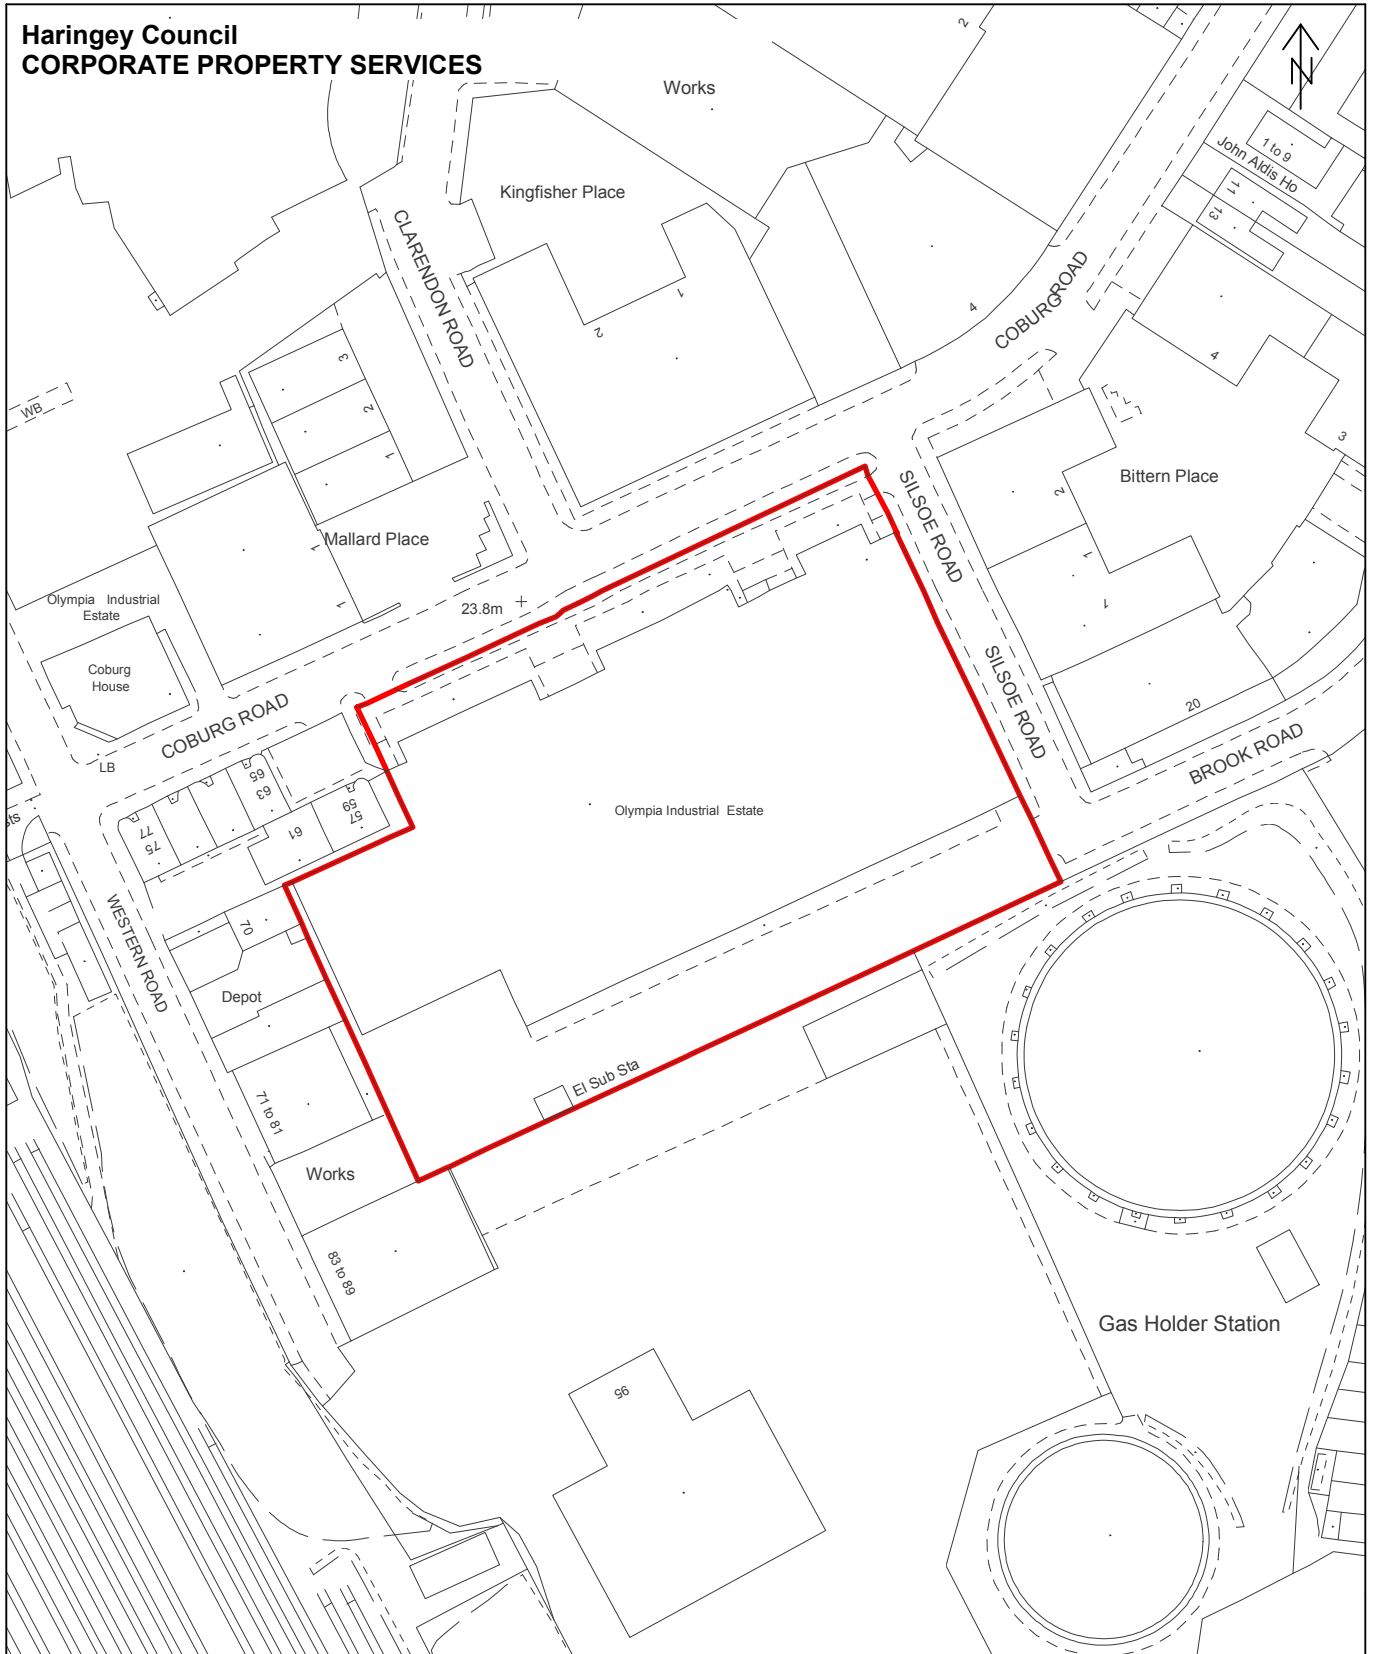 Haringey Council
CORPORATE PROPERTY SERVICES
N
2
Works
1 to 9
John Aldis Ho
11
13
Kingfisher Place
CLARENDON ROAD
1
2
4
COBURG ROAD
4
3
3
2
1
WB
Mallard Place
1
1
SILSOE ROAD
2
Bittern Place
1
1
Olympia Industrial
Estate
Coburg
House
23.8m
COBURG ROAD
LB
SILSOE ROAD
20
BROOK ROAD
65
63
59
57
61
77
75
Olympia Industrial Estate
WESTERN ROAD
70
Depot
El Sub Sta
71 to 81
Works
83 to 89
Gas Holder Station
95